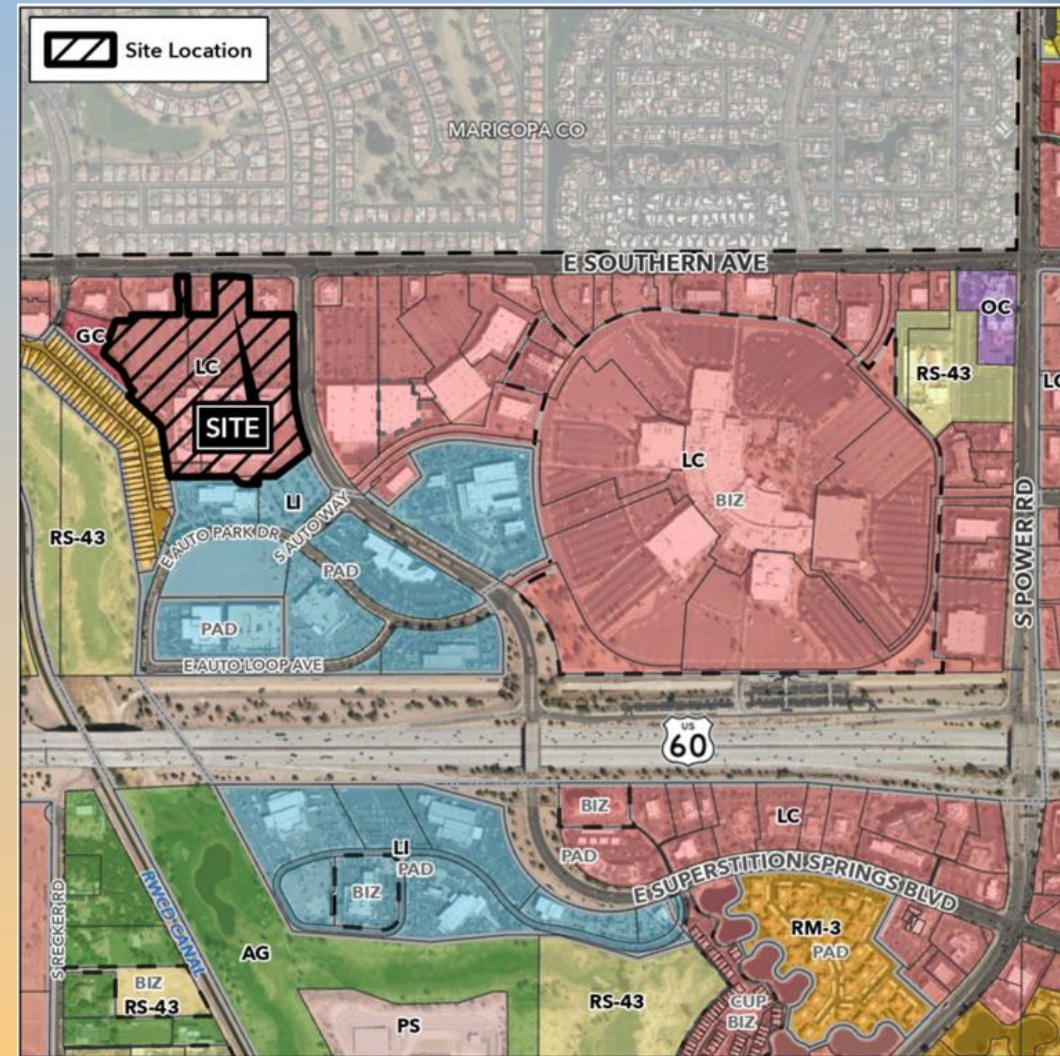 Site Location
MARICOPA CO
E SOUTHERN AVE
OC
GC
LC
RS-43
SITE
LC
LI
BIZ
S POWER RD
RS-43
E AUTO PARK DR
S AUTO WAY
PAD
PAD
E AUTO LOOP AVE
US
60
BIZ
LC
LI
PAD
PAD
BIZ
E SUPERSTITION SPRINGS BLVD
S RECKER RD
RWCD CANAL
RM-3
PAD
AG
BIZ
RS-43
RS-43
CUP
BIZ
PS